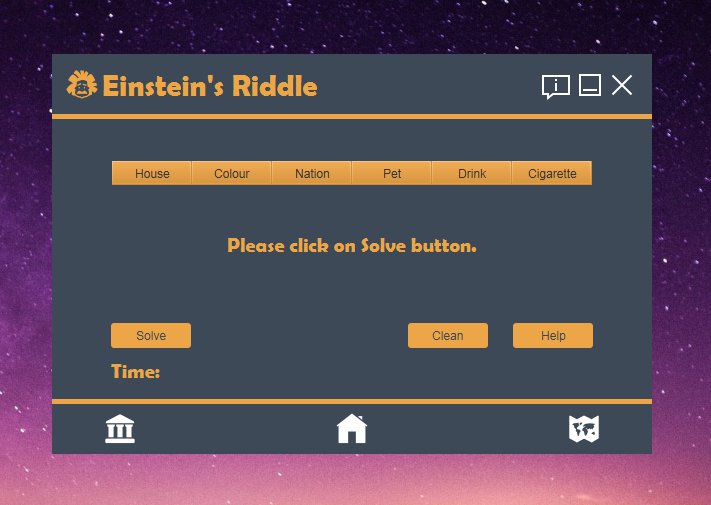 Einstein's Riddle
House Colour Nation Pet Drink Cigarette
Please click on Solve button.
Solve Clean Help
Time: